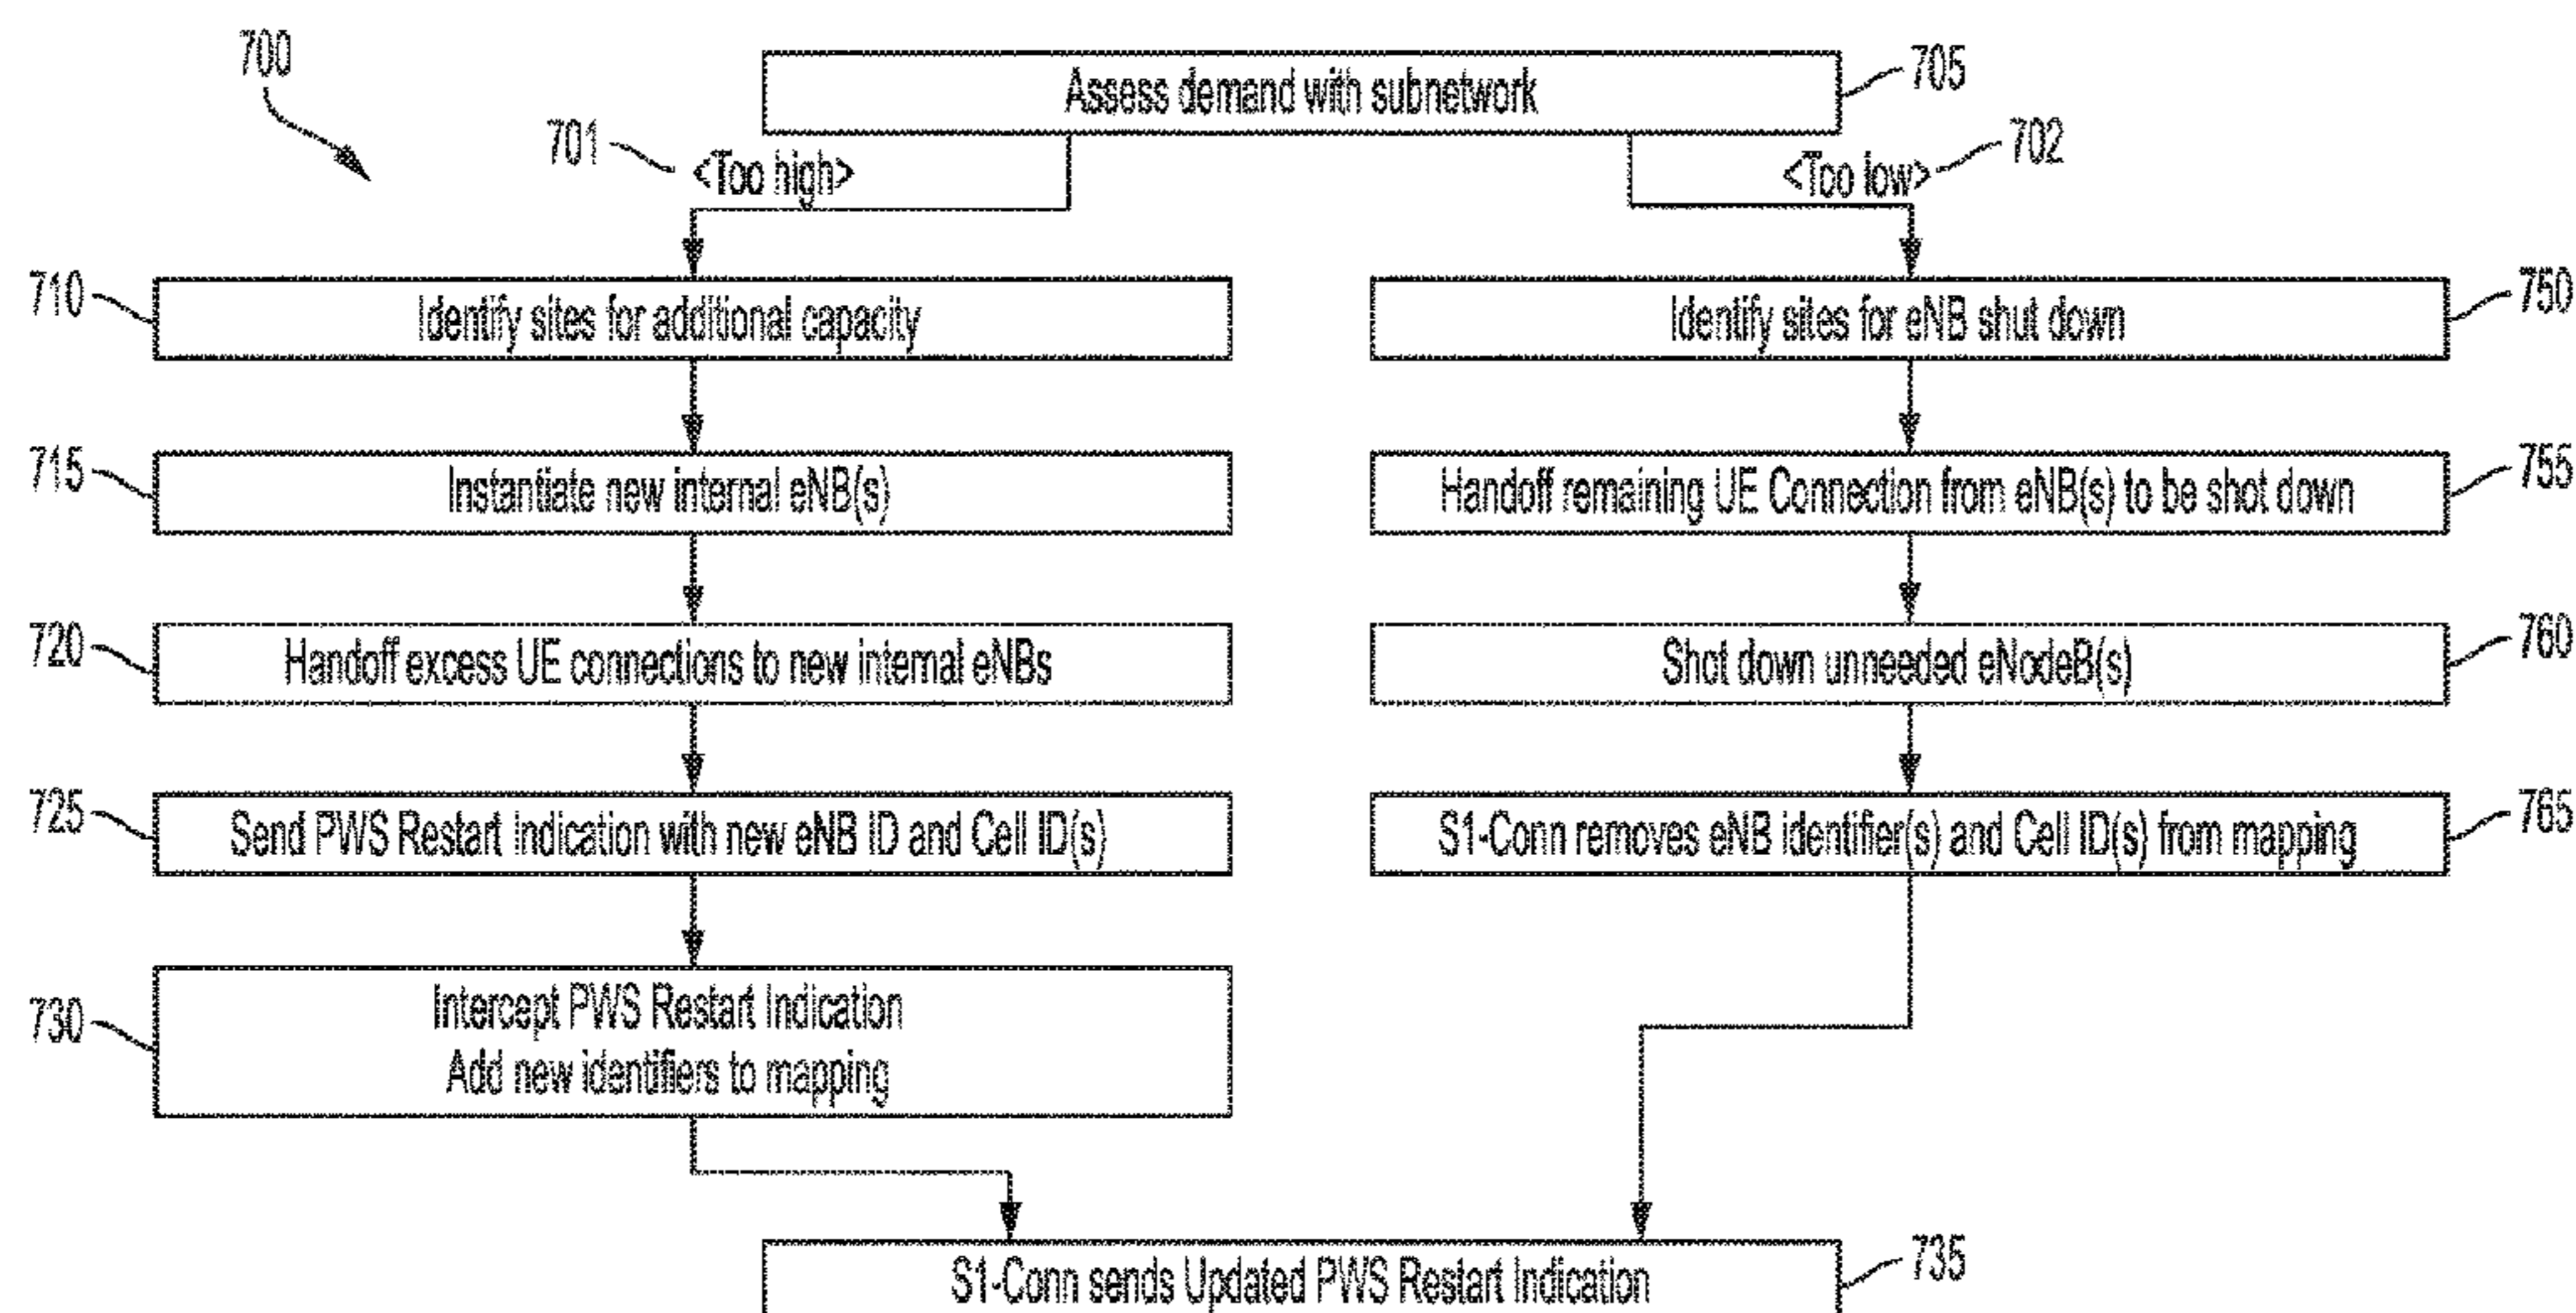 700
Assess demand with subnetwork
705
701
<Too high>
<Too low>
702
710
Identify sites for additional capacity
Identify sites for eNB shut down
750
715
Instantiate new internal eNB(s)
Handoff remaining UE Connection from eNB(s) to be shot down
755
720
Handoff excess UE connections to new internal eNBs
Shot down unneeded eNodeB(s)
760
725
Send PWS Restart Indication with new eNB ID and Cell ID(s)
S1-Conn removes eNB identifier(s) and Cell ID(s) from mapping
765
730
Intercept PWS Restart Indication
Add new identifiers to mapping
S1-Conn sends Updated PWS Restart Indication
735